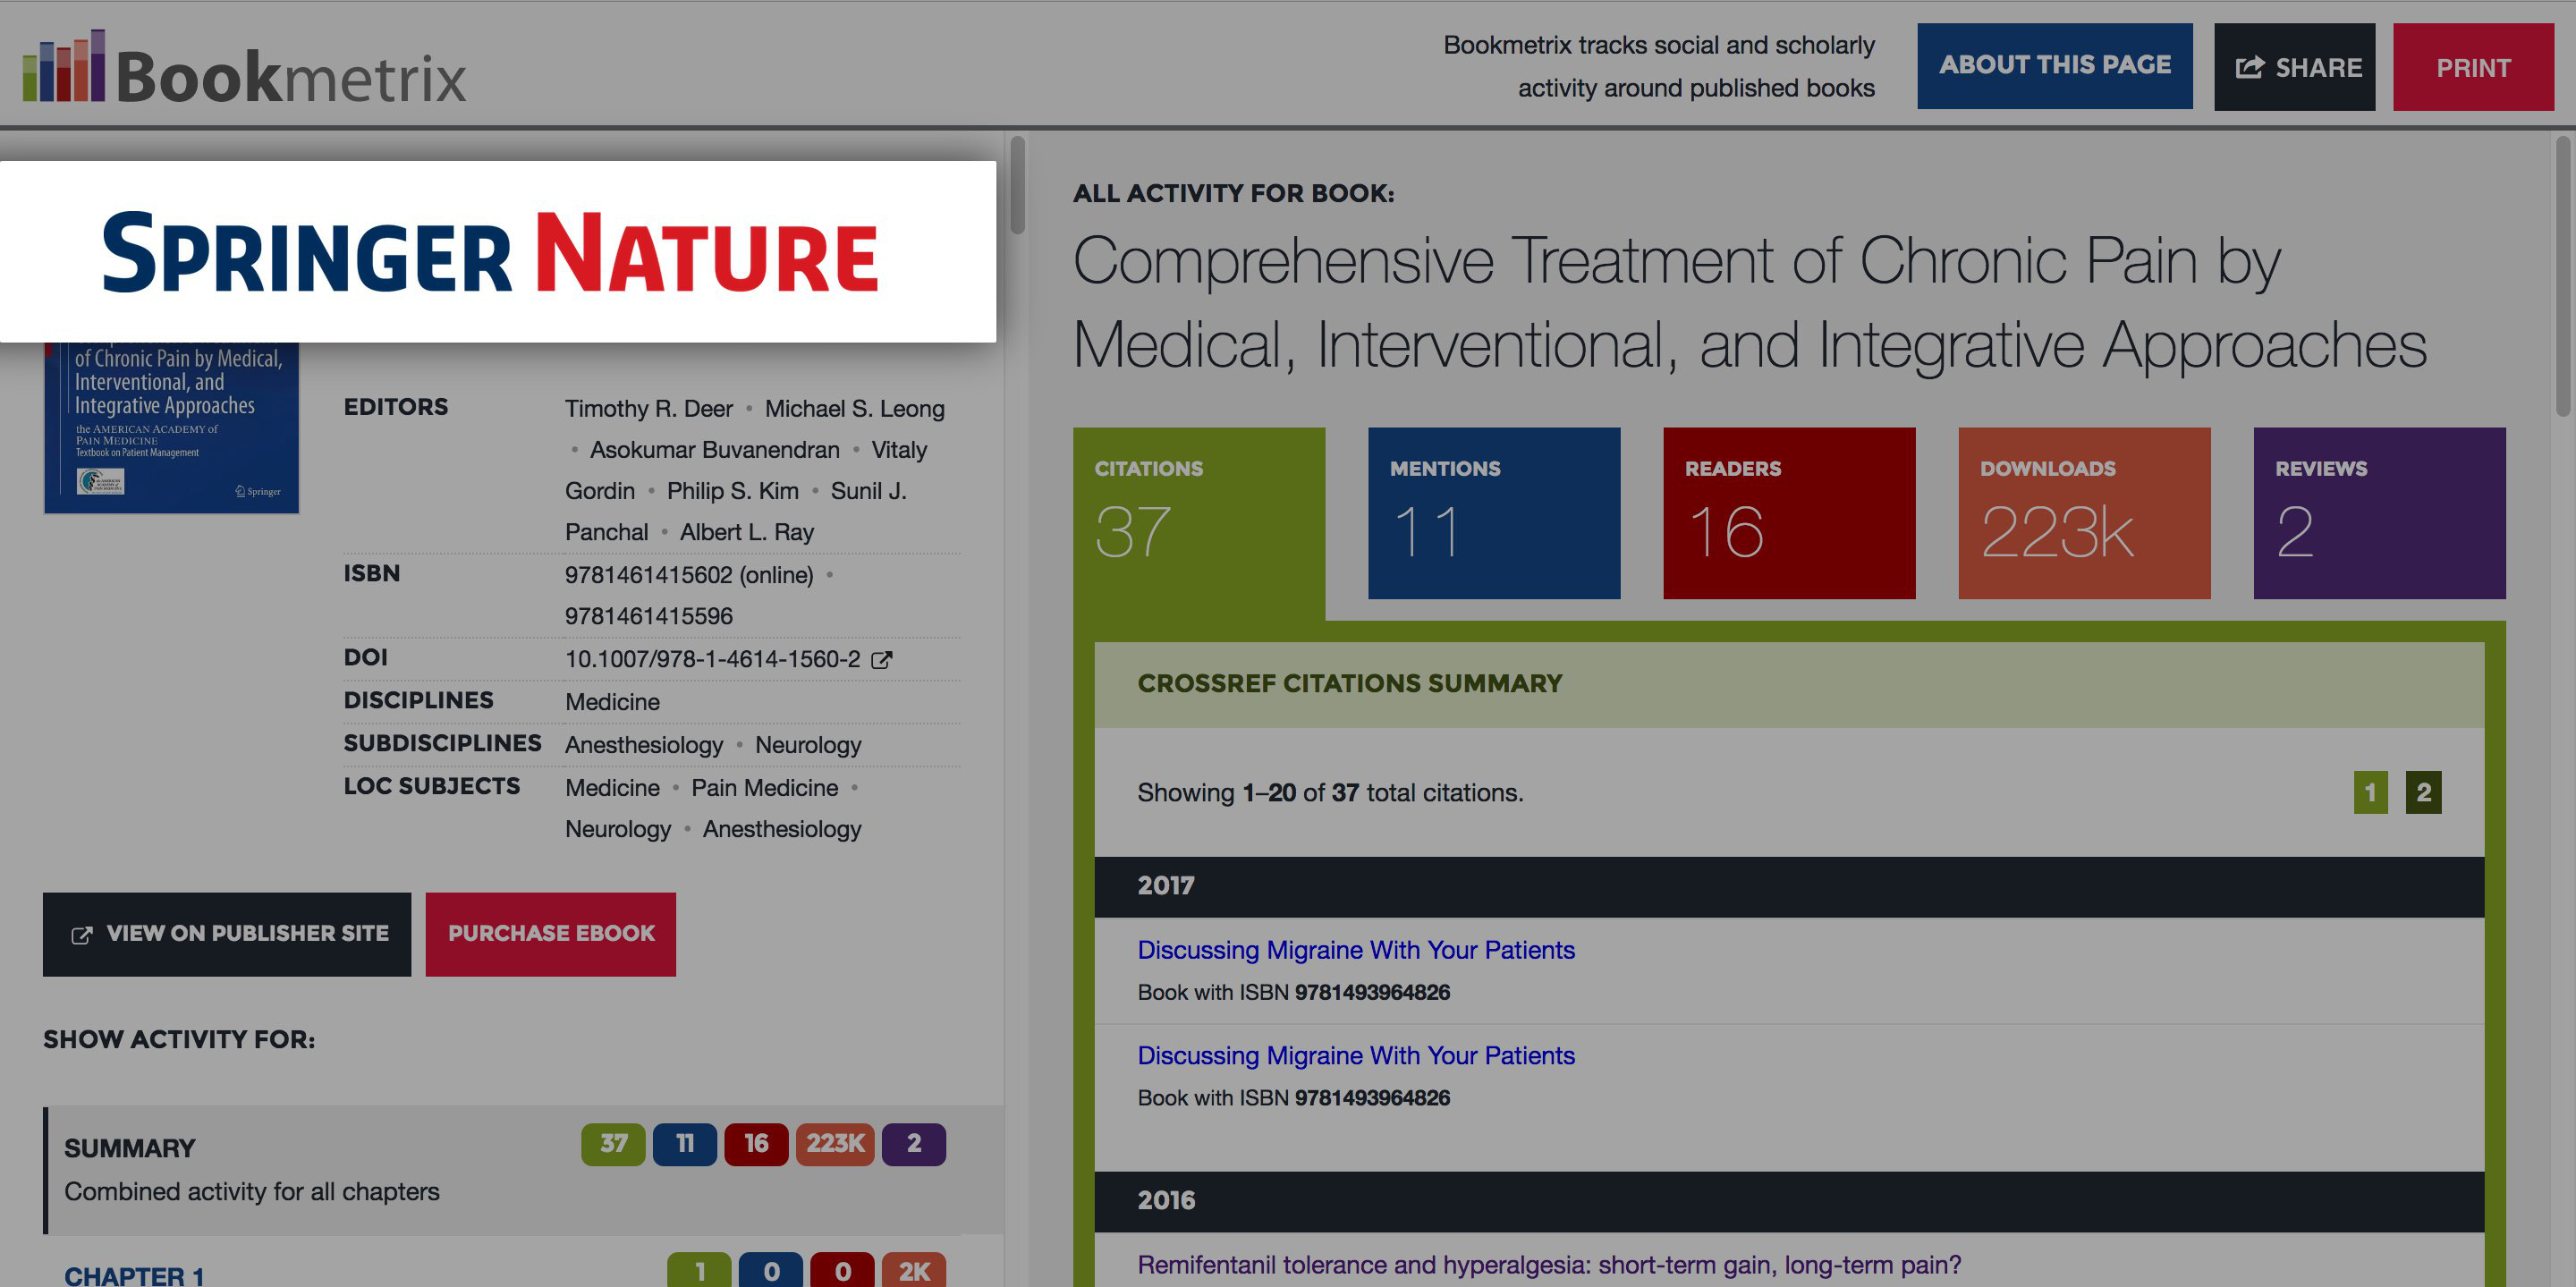 Bookmetrix
Bookmetrix tracks social and scholarly
activity around published books
ABOUT THIS PAGE
SHARE
PRINT
SPRINGER NATURE
of Chronic Pain by Medical,
Interventional, and
Integrative Approaches
the AMERICAN ACADEMY of
PAIN MEDICINE
Textbook on Patient Management
Springer
EDITORS
Timothy R. Deer • Michael S. Leong
• Asokumar Buvanendran • Vitaly
Gordin • Philip S. Kim • Sunil J.
Panchal • Albert L. Ray
ISBN
9781461415602 (online) •
9781461415596
DOI
10.1007/978-1-4614-1560-2
DISCIPLINES
Medicine
SUBDISCIPLINES
Anesthesiology • Neurology
LOC SUBJECTS
Medicine • Pain Medicine •
Neurology • Anesthesiology
VIEW ON PUBLISHER SITE
PURCHASE EBOOK
SHOW ACTIVITY FOR:
SUMMARY
37 11 16 223K 2
Combined activity for all chapters
CHAPTER 1
1 0 0 2K
ALL ACTIVITY FOR BOOK:
Comprehensive Treatment of Chronic Pain by
Medical, Interventional, and Integrative Approaches
CITATIONS
37
MENTIONS
11
READERS
16
DOWNLOADS
223k
REVIEWS
2
CROSSREF CITATIONS SUMMARY
Showing 1–20 of 37 total citations.
1 2
2017
Discussing Migraine With Your Patients
Book with ISBN 9781493964826
Discussing Migraine With Your Patients
Book with ISBN 9781493964826
2016
Remifentanil tolerance and hyperalgesia: short-term gain, long-term pain?